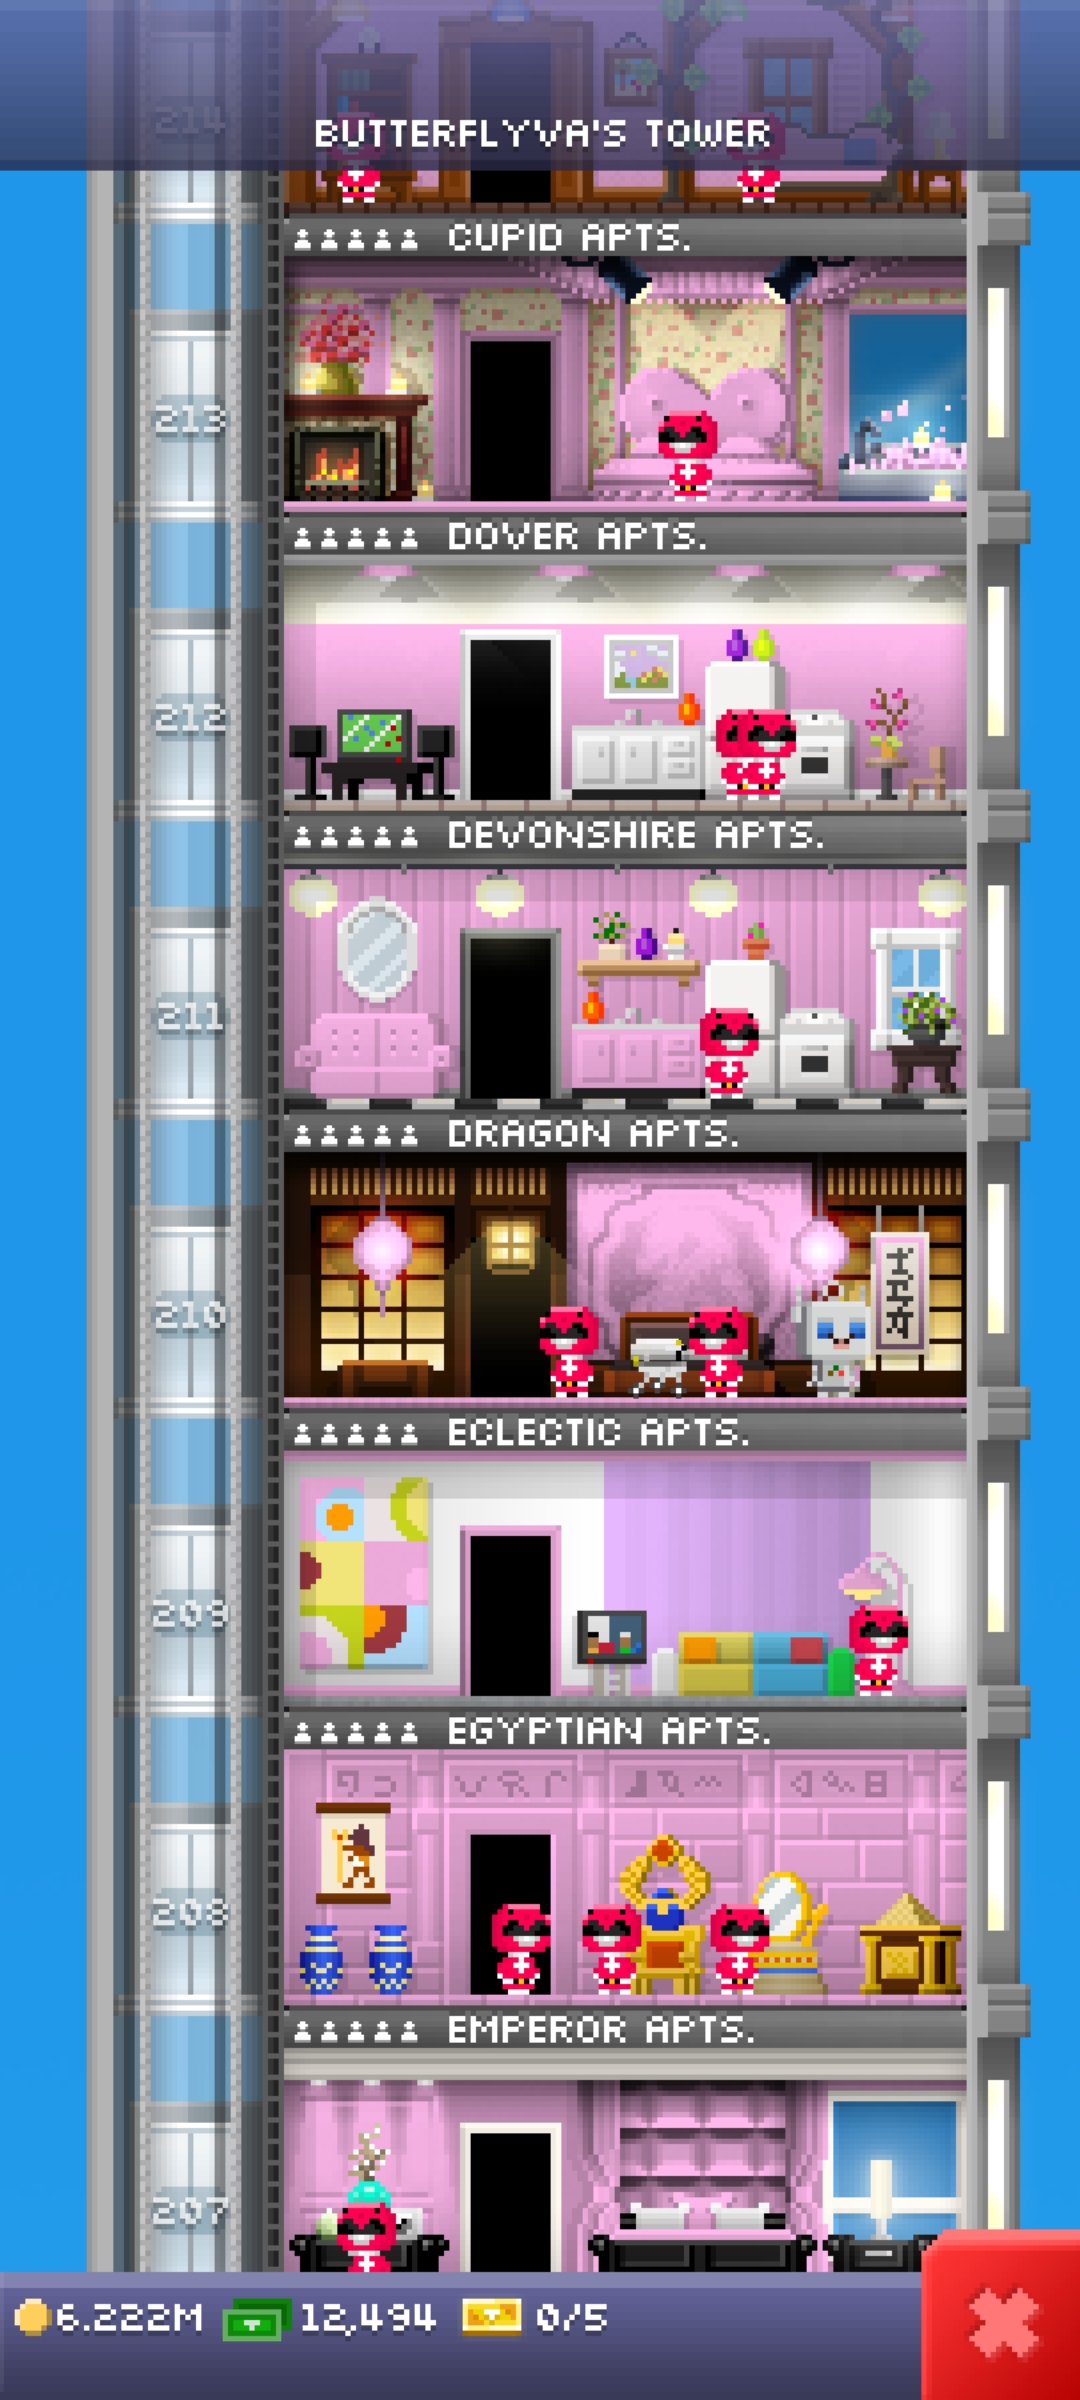 214
BUTTERFLYVA'S TOWER
CUPID APTS.
213
DOVER APTS.
212
DEVONSHIRE APTS.
211
DRAGON APTS.
210
ECLECTIC APTS.
209
EGYPTIAN APTS.
208
EMPEROR APTS.
207
6.222M 12,494 0/5